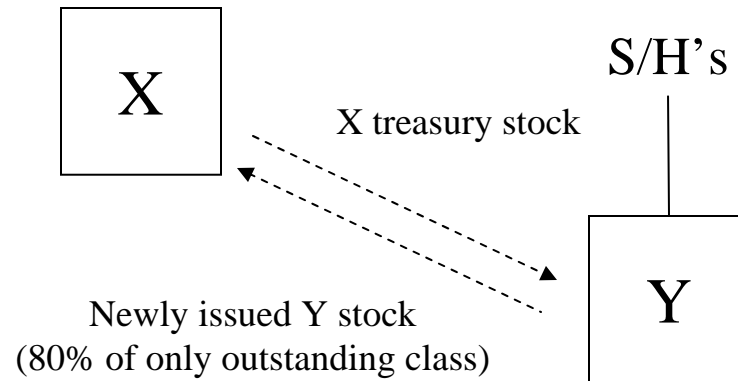 X
S/H’s
X treasury stock
Newly issued Y stock
(80% of only outstanding class)
Y